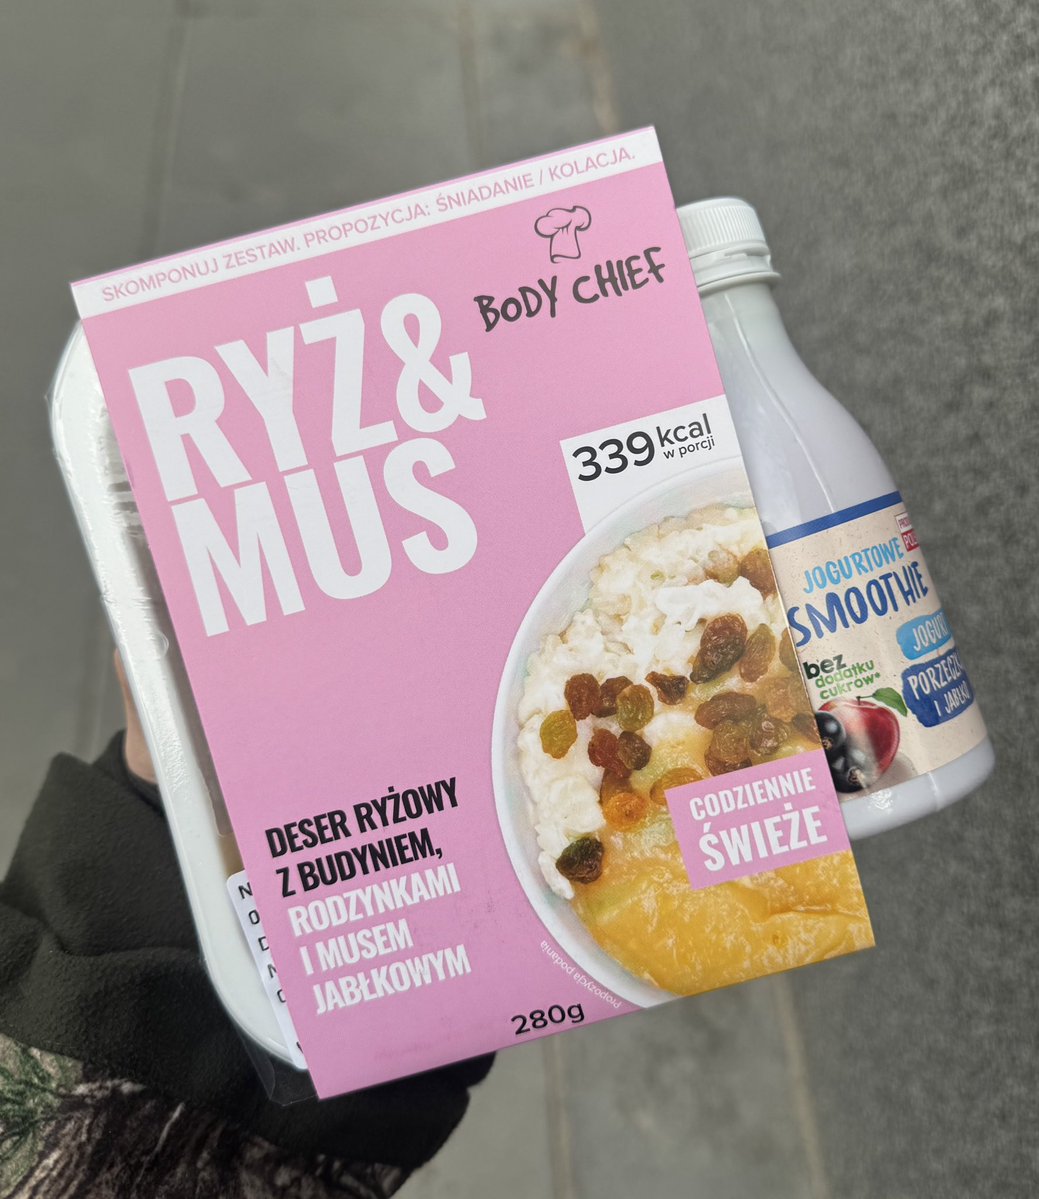 SKOMPONUJ ZESTAW. PROPOZYCJA: ŚNIADANIE / KOLACJA.
BODY CHIEF
RYŻ&
MUS
339 kcal
w porcji
JOGURTOWE
SMOOTHIE
bez
dodatku
cukrów*
I JABŁKO
CODZIENNIE
ŚWIEŻE
DESER RYŻOWY
Z BUDYNIEM,
RODZYNKAMI
I MUSEM
JABŁKOWYM
propozycja podania
280g